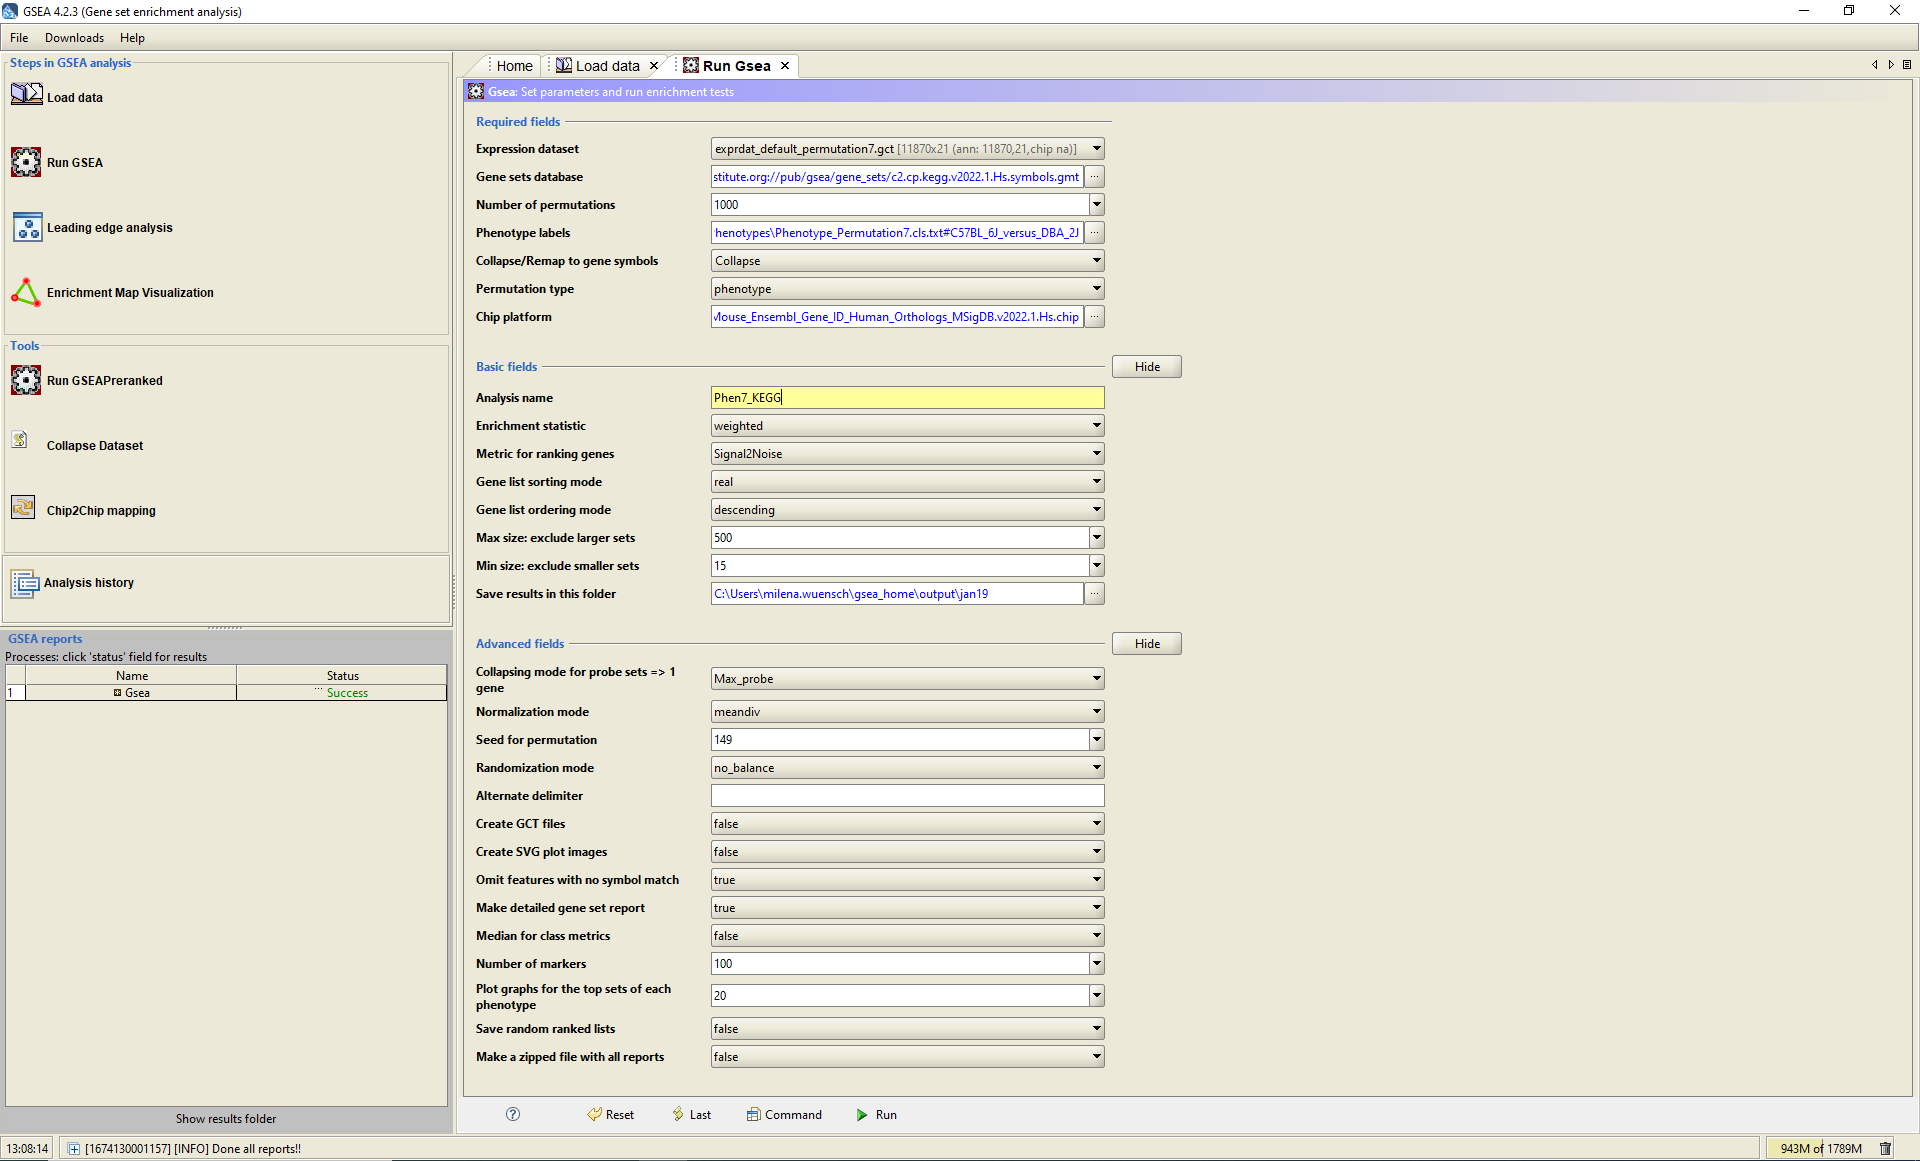 GSEA 4.2.3 (Gene set enrichment analysis)
File Downloads Help
Steps in GSEA analysis
Load data
Run GSEA
Leading edge analysis
Enrichment Map Visualization
Tools
Run GSEAPreranked
Collapse Dataset
Chip2Chip mapping
Analysis history
GSEA reports
Processes: click 'status' field for results
Name Status
1 Gsea ... Success
Show results folder
Home Load data Run Gsea
Gsea: Set parameters and run enrichment tests
Required fields
Expression dataset exprdat_default_permutation7.gct [11870x21 (ann: 11870,21,chip na)]
Gene sets database stitute.org://pub/gsea/gene_sets/c2.cp.kegg.v2022.1.Hs.symbols.gmt ...
Number of permutations 1000
Phenotype labels henotypes\Phenotype_Permutation7.cls.txt#C57BL_6J_versus_DBA_2J ...
Collapse/Remap to gene symbols Collapse
Permutation type phenotype
Chip platform Mouse_Ensembl_Gene_ID_Human_Orthologs_MSigDB.v2022.1.Hs.chip ...
Basic fields Hide
Analysis name Phen7_KEGG
Enrichment statistic weighted
Metric for ranking genes Signal2Noise
Gene list sorting mode real
Gene list ordering mode descending
Max size: exclude larger sets 500
Min size: exclude smaller sets 15
Save results in this folder C:\Users\milena.wuensch\gsea_home\output\jan19 ...
Advanced fields Hide
Collapsing mode for probe sets => 1
gene Max_probe
Normalization mode meandiv
Seed for permutation 149
Randomization mode no_balance
Alternate delimiter
Create GCT files false
Create SVG plot images false
Omit features with no symbol match true
Make detailed gene set report true
Median for class metrics false
Number of markers 100
Plot graphs for the top sets of each
phenotype 20
Save random ranked lists false
Make a zipped file with all reports false
? Reset Last Command Run
13:08:14 [1674130001157] [INFO] Done all reports!! 943M of 1789M